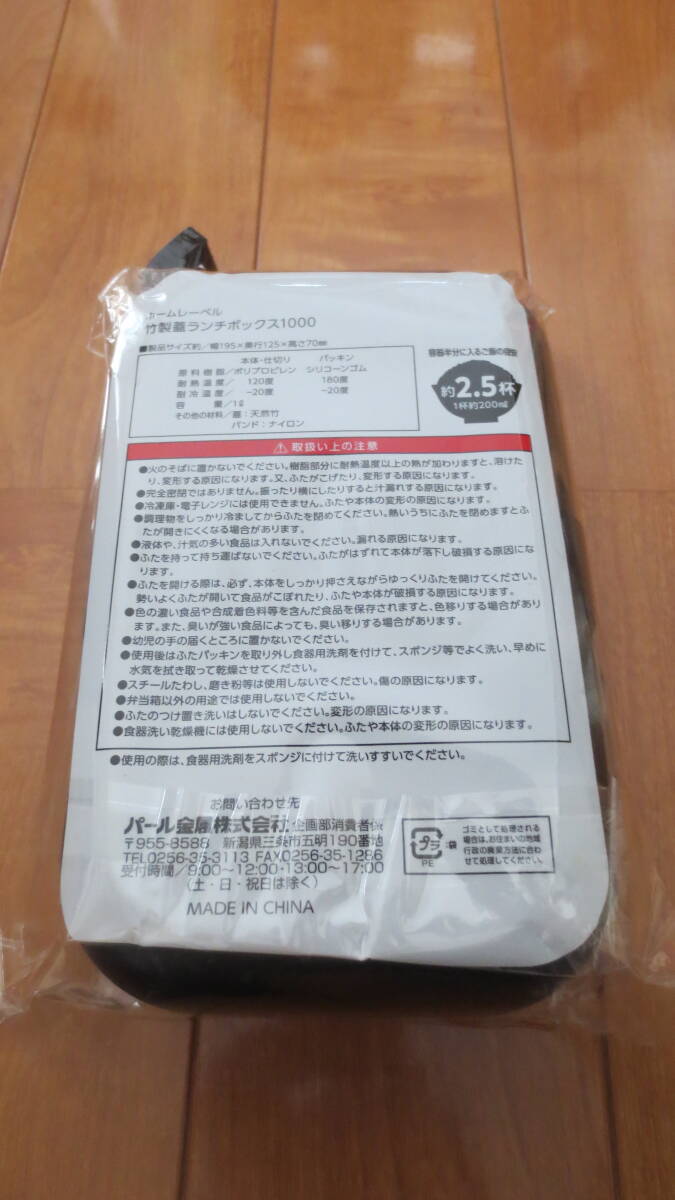 ホームレーベル
竹製蓋ランチボックス1000
■製品サイズ約/幅195×奥行125×高さ70㎜
本体・仕切り パッキン
原料樹脂/ポリプロピレン シリコーンゴム
耐熱温度/ 120度 180度
耐冷温度/ -20度 -20度
容量/1ℓ
その他の材料/蓋:天然竹
バンド:ナイロン
容器半分に入るご飯の目安
約2.5杯
1杯約200㎖
⚠取扱い上の注意
●火のそばに置かないでください。樹脂部分に耐熱温度以上の熱が加わりますと、溶けた
り、変形する原因になります。又、ふたがこげたり、変形する原因になります。
●完全密閉ではありません。振ったり横にしたりすると汁漏れする原因になります。
●冷凍庫・電子レンジには使用できません。ふたや本体の変形の原因になります。
●調理物をしっかり冷ましてからふたを閉めてください。熱いうちにふたを閉めますとふ
たが開きにくくなる場合があります。
●液体や、汁気の多い食品は入れないでください。漏れる原因になります。
●ふたを持って持ち運ばないでください。ふたがはずれて本体が落下し破損する原因にな
ります。
●ふたを開ける際は、必ず、本体をしっかり押さえながらゆっくりふたを開けてください。
勢いよくふたが開いて食品がこぼれたり、ふたや本体が破損する原因になります。
●色の濃い食品や合成着色料等を含んだ食品を保存されますと、色移りする場合があり
ます。また、臭いが強い食品によっても、臭い移りする場合があります。
●幼児の手の届くところに置かないでください。
●使用後はふたパッキンを取り外し食器用洗剤を付けて、スポンジ等でよく洗い、早めに
水気を拭き取って乾燥させてください。
●スチールたわし、磨き粉等は使用しないでください。傷の原因になります。
●弁当箱以外の用途では使用しないでください。
●ふたのつけ置き洗いはしないでください。変形の原因になります。
●食器洗い乾燥機には使用しないでください。ふたや本体の変形の原因になります。
●使用の際は、食器用洗剤をスポンジに付けて洗いすすいでください。
お問い合わせ先
パール金属株式会社 企画部消費者係
〒955-8588 新潟県三条市五明190番地
TEL0256-35-3113 FAX0256-35-1286
受付時間/9:00~12:00・13:00~17:00
(土・日・祝日は除く)
MADE IN CHINA
プラ :袋
PE
ゴミとして処理される
場合は、お住まいの地域
行政の廃棄方法に合わ
せて処理してください。